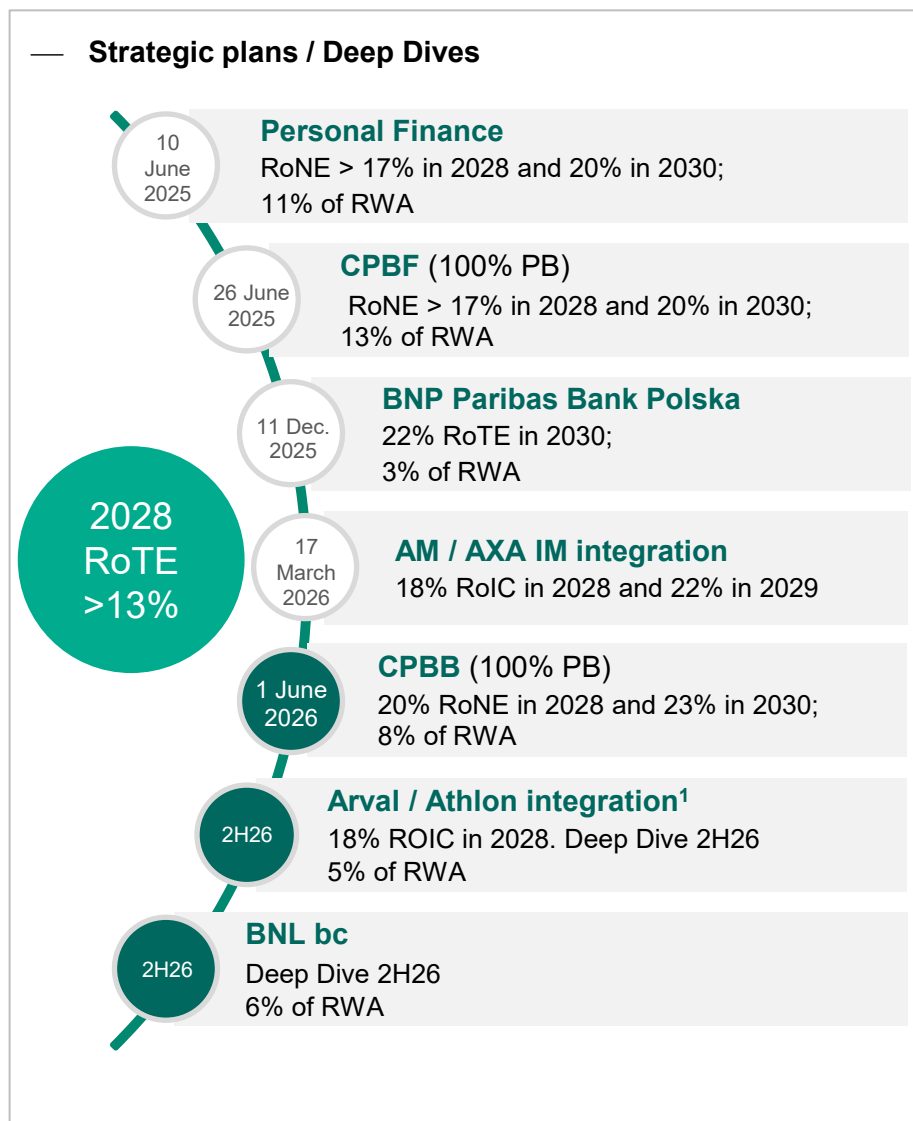 — Strategic plans / Deep Dives
10
June
2025
Personal Finance
RoNE > 17% in 2028 and 20% in 2030;
11% of RWA
26 June
2025
CPBF (100% PB)
RoNE > 17% in 2028 and 20% in 2030;
13% of RWA
11 Dec.
2025
BNP Paribas Bank Polska
22% RoTE in 2030;
3% of RWA
2028
RoTE
>13%
17
March
2026
AM / AXA IM integration
18% RoIC in 2028 and 22% in 2029
1 June
2026
CPBB (100% PB)
20% RoNE in 2028 and 23% in 2030;
8% of RWA
2H26
Arval / Athlon integration¹
18% ROIC in 2028. Deep Dive 2H26
5% of RWA
2H26
BNL bc
Deep Dive 2H26
6% of RWA